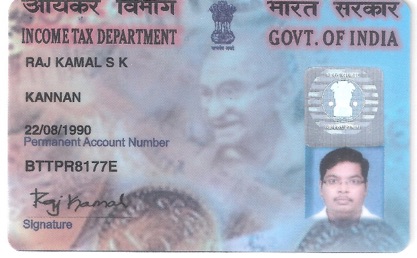 आयकर विभाग
भारत सरकार
INCOME TAX DEPARTMENT
GOVT. OF INDIA
RAJ KAMAL S K
KANNAN
22/08/1990
Permanent Account Number
BTTPR8177E
Raj Kamal
Signature